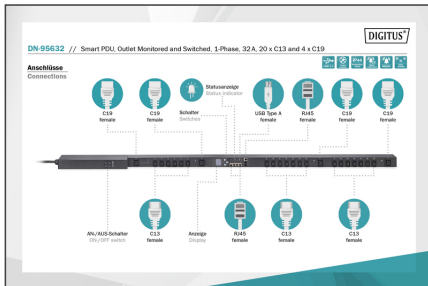 DIGITUS®
DN-95632 // Smart PDU, Outlet Monitored and Switched, 1-Phase, 32 A, 20 x C13 and 4 x C19
Anschlüsse
Connections
C19
female
C19
female
Schalter
Switches
Statusanzeige
Status indicator
USB Type A
female
RJ45
female
C19
female
C19
female
AN-/AUS-Schalter
ON-/OFF switch
C13
female
Anzeige
Display
RJ45
female
C13
female
C13
female